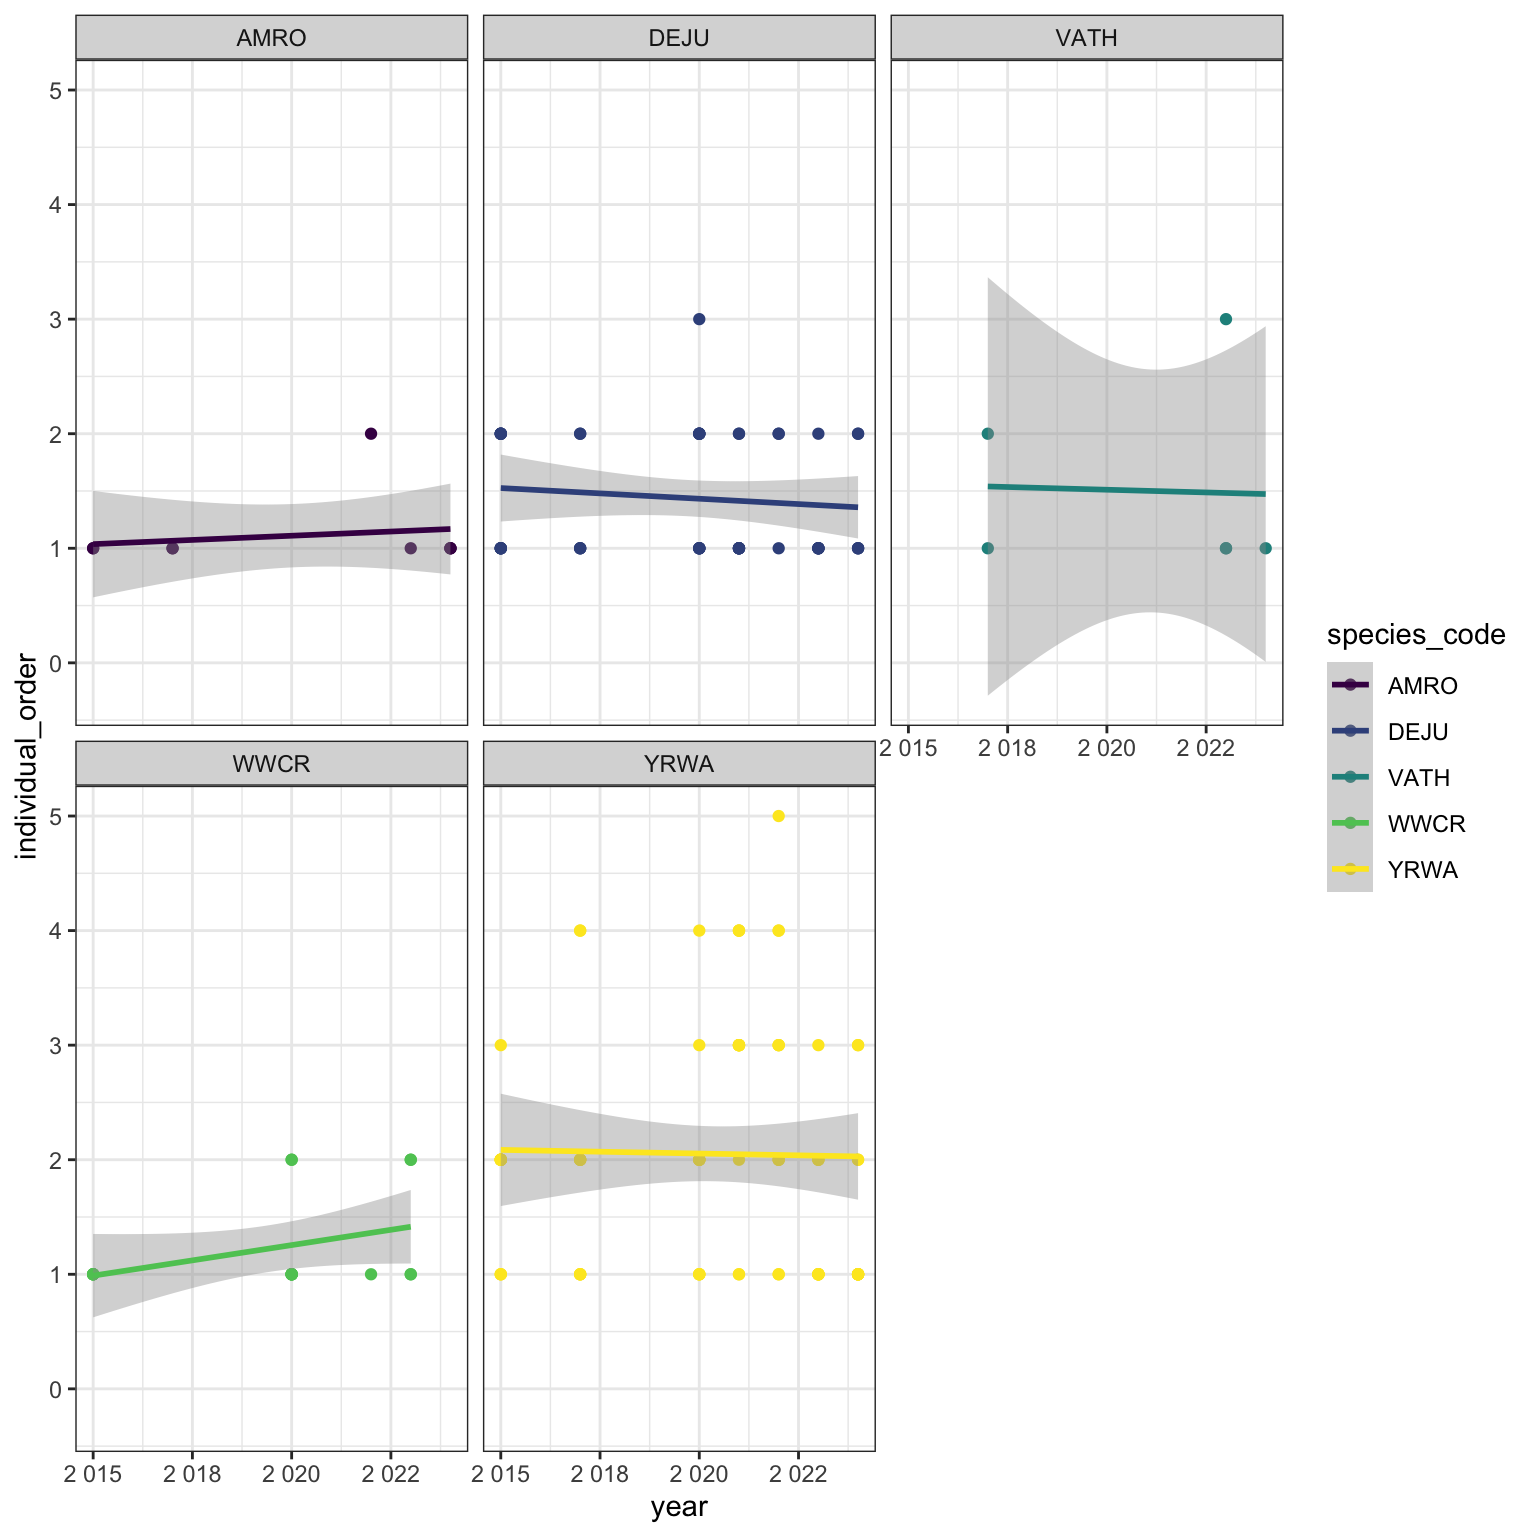 AMRO DEJU VATH
5
4
3
2
1
0
2 015 2 018 2 020 2 022
WWCR YRWA
5
4
3
2
1
0
2 015 2 018 2 020 2 022 2 015 2 018 2 020 2 022
year
individual_order
species_code
AMRO
DEJU
VATH
WWCR
YRWA